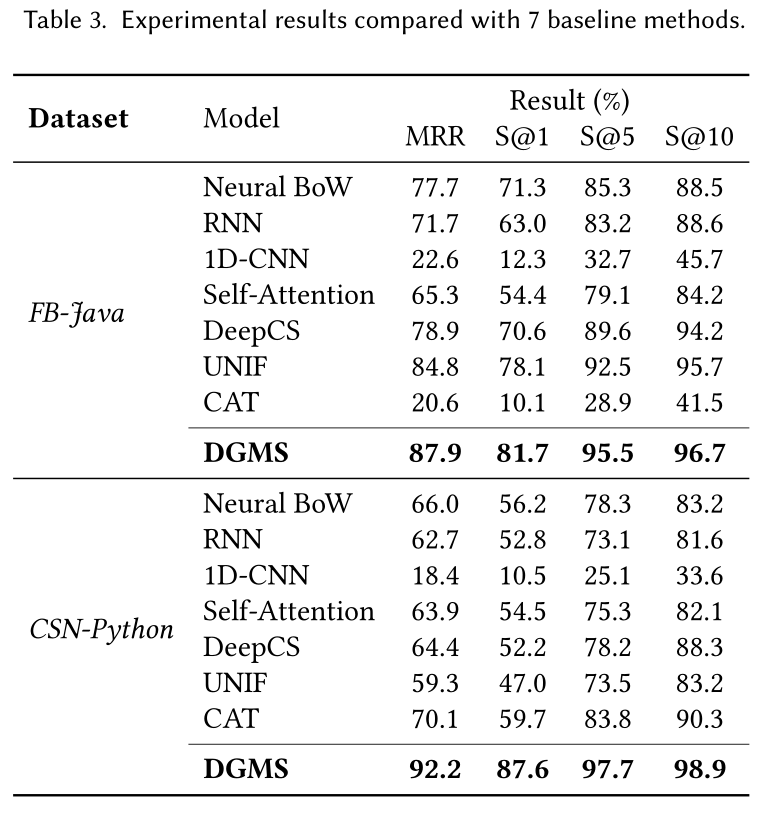 Table 3. Experimental results compared with 7 baseline methods.
Dataset Model Result (%)
MRR S@1 S@5 S@10
FB-Java
Neural BoW 77.7 71.3 85.3 88.5
RNN 71.7 63.0 83.2 88.6
1D-CNN 22.6 12.3 32.7 45.7
Self-Attention 65.3 54.4 79.1 84.2
DeepCS 78.9 70.6 89.6 94.2
UNIF 84.8 78.1 92.5 95.7
CAT 20.6 10.1 28.9 41.5
DGMS 87.9 81.7 95.5 96.7
CSN-Python
Neural BoW 66.0 56.2 78.3 83.2
RNN 62.7 52.8 73.1 81.6
1D-CNN 18.4 10.5 25.1 33.6
Self-Attention 63.9 54.5 75.3 82.1
DeepCS 64.4 52.2 78.2 88.3
UNIF 59.3 47.0 73.5 83.2
CAT 70.1 59.7 83.8 90.3
DGMS 92.2 87.6 97.7 98.9